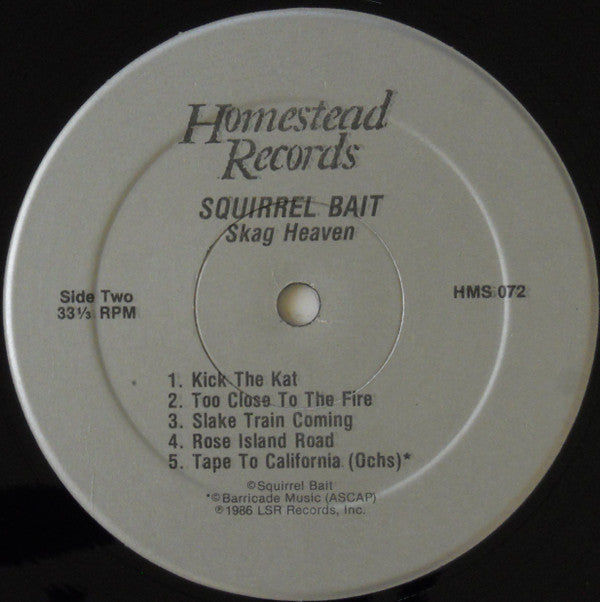 Homestead
Records
SQUIRREL BAIT
Skag Heaven
Side Two
33⅓ RPM
HMS 072
1. Kick The Kat
2. Too Close To The Fire
3. Slake Train Coming
4. Rose Island Road
5. Tape To California (Ochs)*
©Squirrel Bait
*©Barricade Music (ASCAP)
℗1986 LSR Records, Inc.